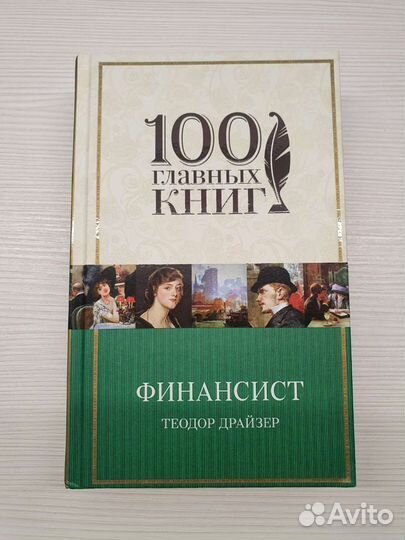 100
ГЛАВНЫХ
КНИГ
ФИНАНСИСТ
ТЕОДОР ДРАЙЗЕР
Avito